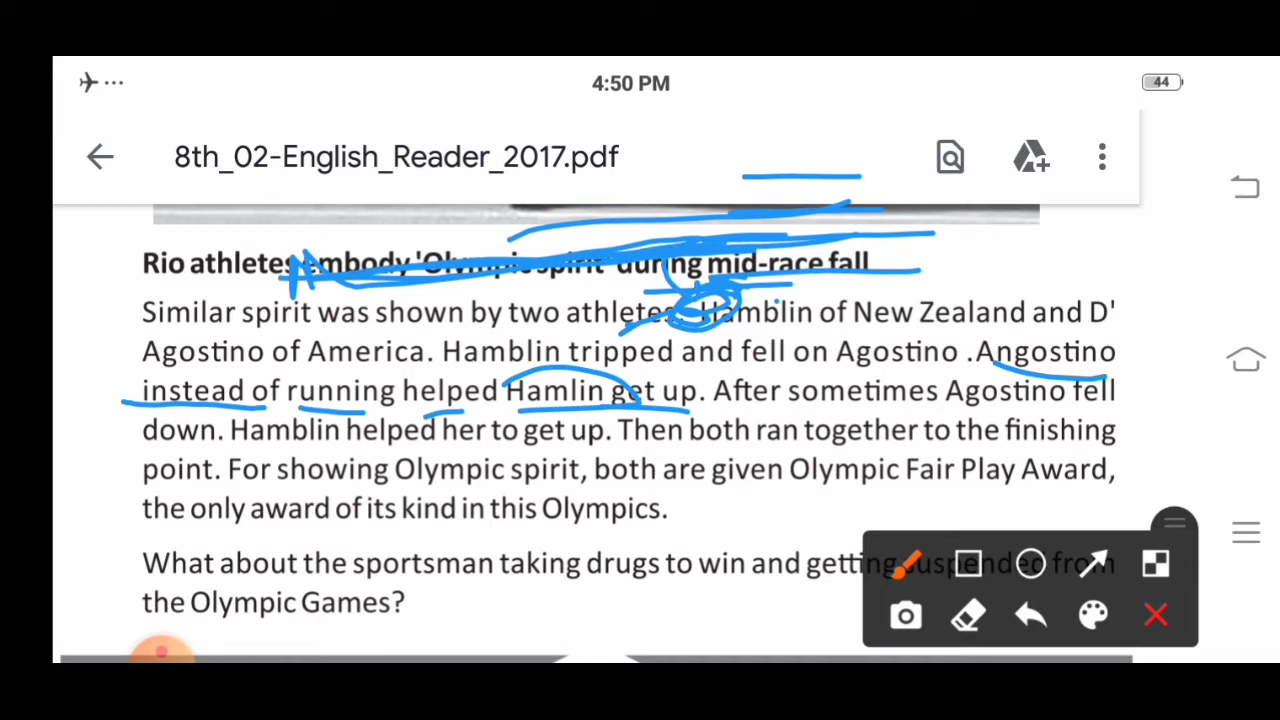 4:50 PM
44
8th_02-English_Reader_2017.pdf
Rio athletes embody 'Olympic spirit' during mid-race fall
Similar spirit was shown by two athletes. Hamblin of New Zealand and D'
Agostino of America. Hamblin tripped and fell on Agostino .Angostino
instead of running helped Hamlin get up. After sometimes Agostino fell
down. Hamblin helped her to get up. Then both ran together to the finishing
point. For showing Olympic spirit, both are given Olympic Fair Play Award,
the only award of its kind in this Olympics.
What about the sportsman taking drugs to win and getting suspended from
the Olympic Games?